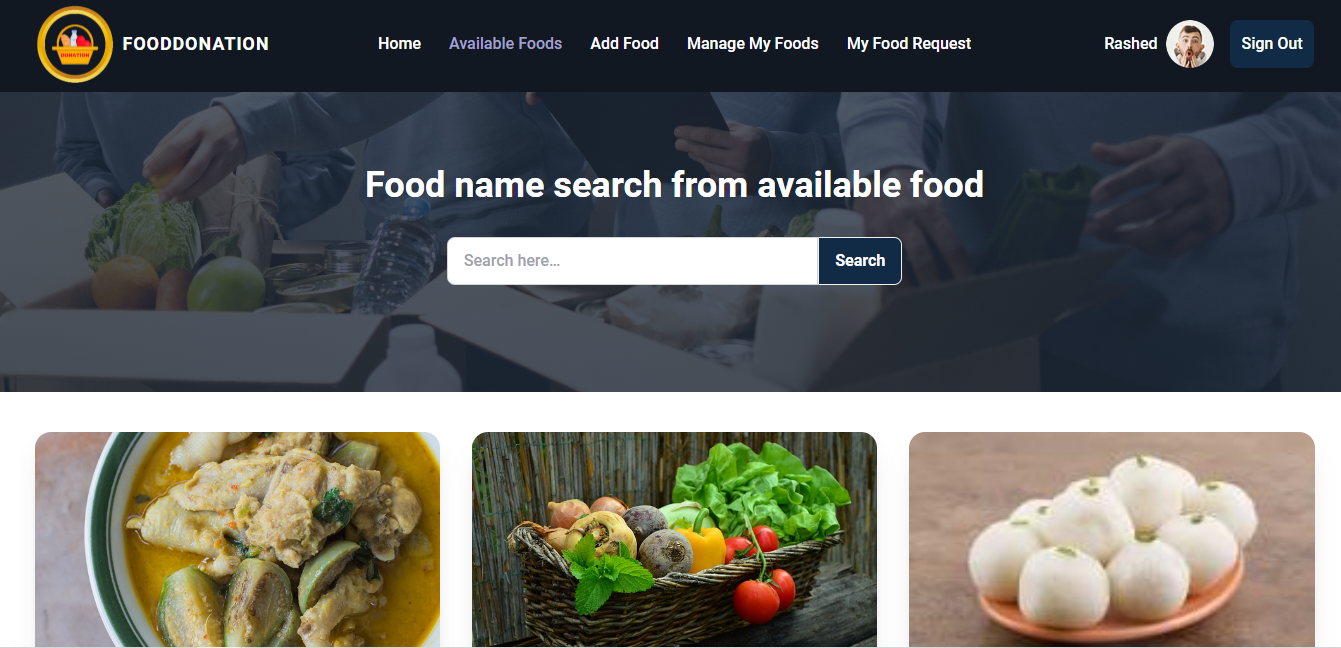 DONATION
FOODDONATION
Home
Available Foods
Add Food
Manage My Foods
My Food Request
Rashed
Sign Out
Food name search from available food
Search here...
Search